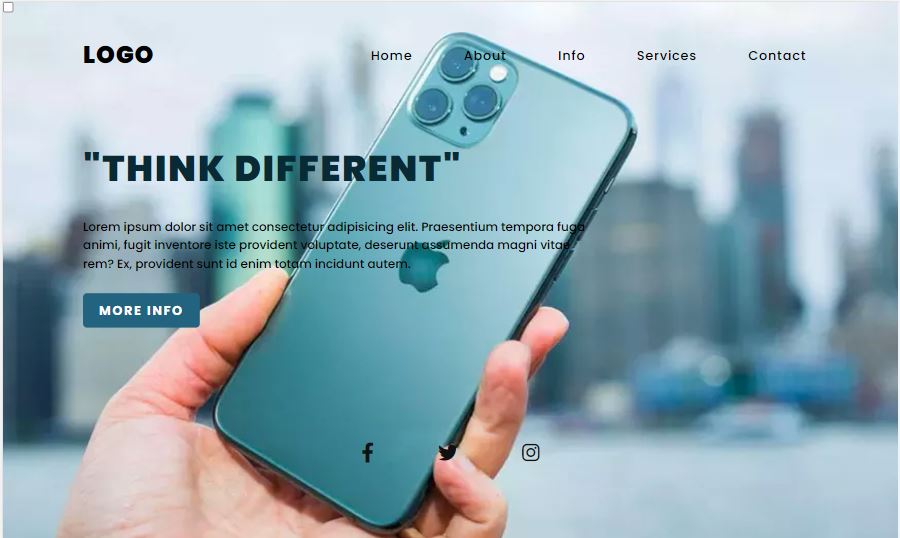 LOGO
Home About Info Services Contact
"THINK DIFFERENT"
Lorem ipsum dolor sit amet consectetur adipisicing elit. Praesentium tempora fuga
animi, fugit inventore iste provident voluptate, deserunt assumenda magni vitae
rem? Ex, provident sunt id enim totam incidunt autem.
MORE INFO